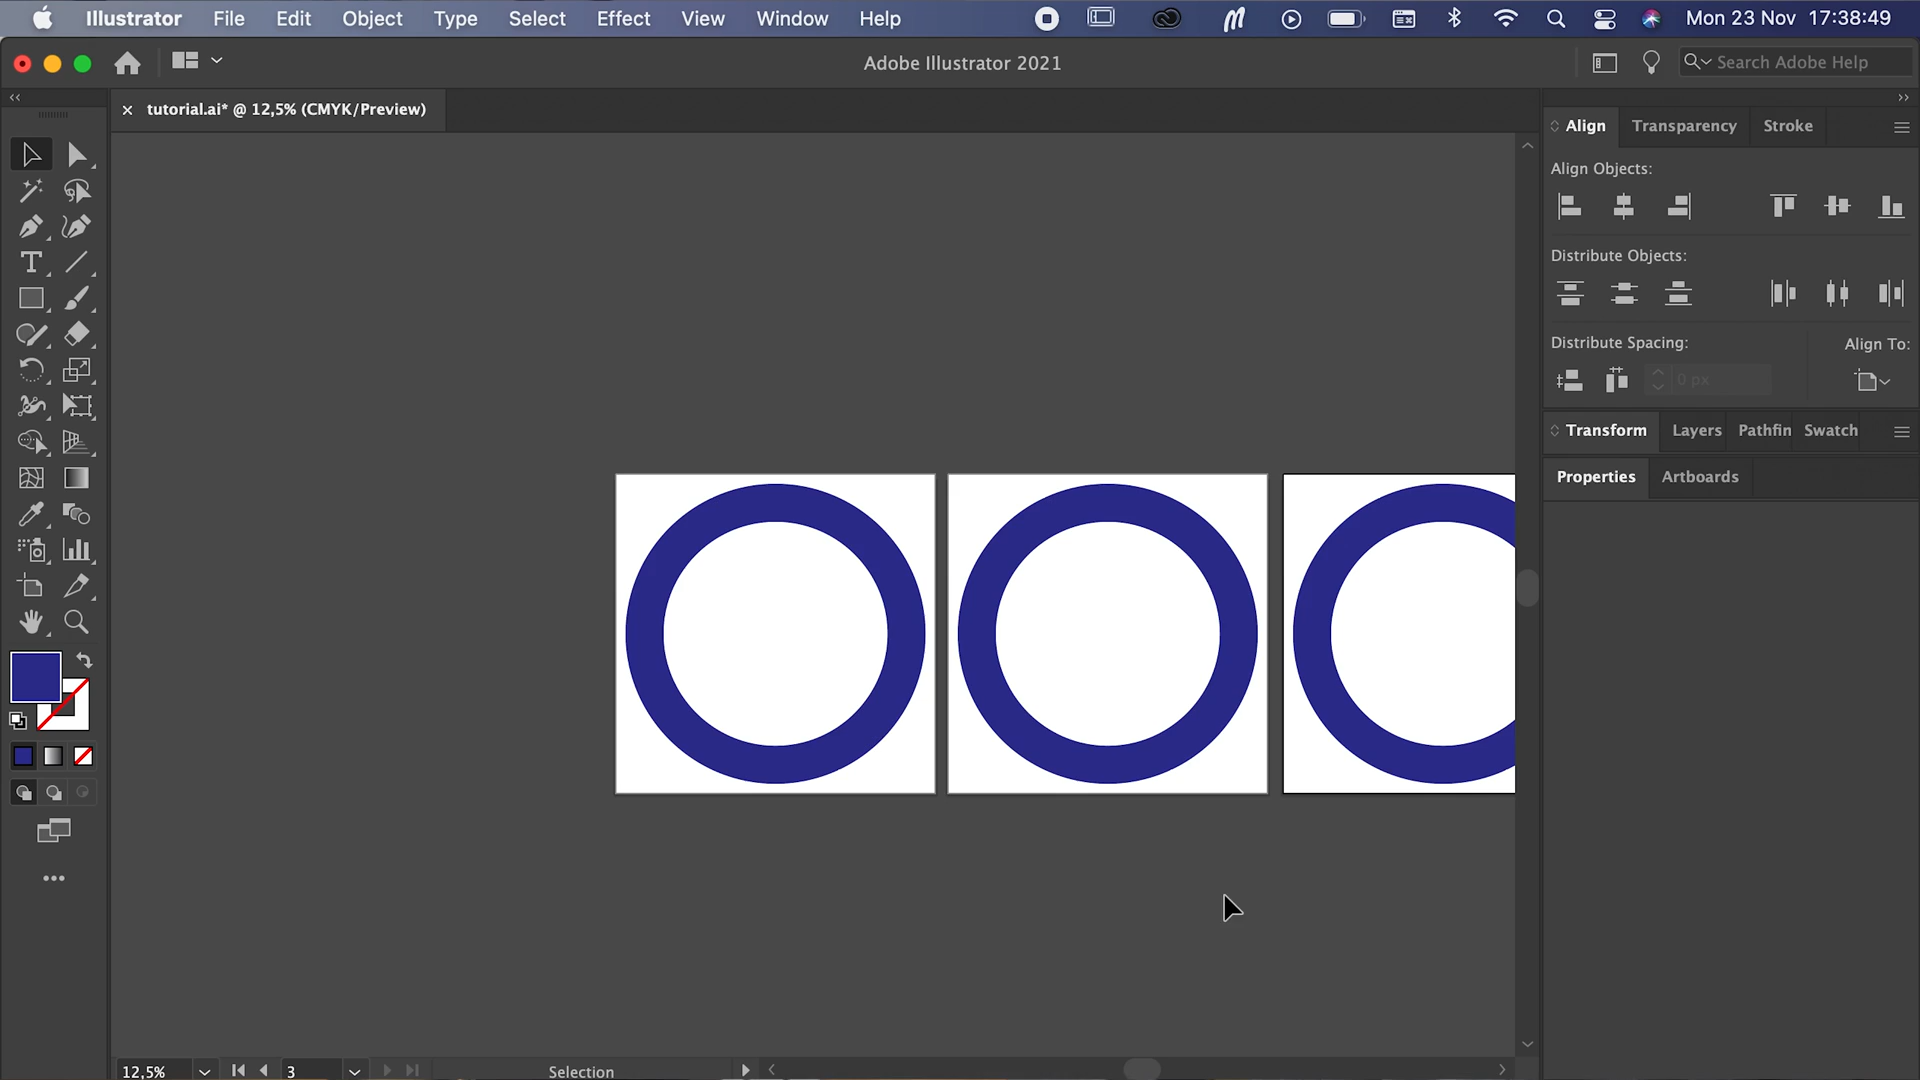 Illustrator File Edit Object Type Select Effect View Window Help Mon 23 Nov 17:38:49
Adobe Illustrator 2021
Search Adobe Help
× tutorial.ai* @ 12,5% (CMYK/Preview)
Align Transparency Stroke
Align Objects:
Distribute Objects:
Distribute Spacing: Align To:
0 px
Transform Layers Pathfin Swatch
Properties Artboards
12,5% 3 Selection